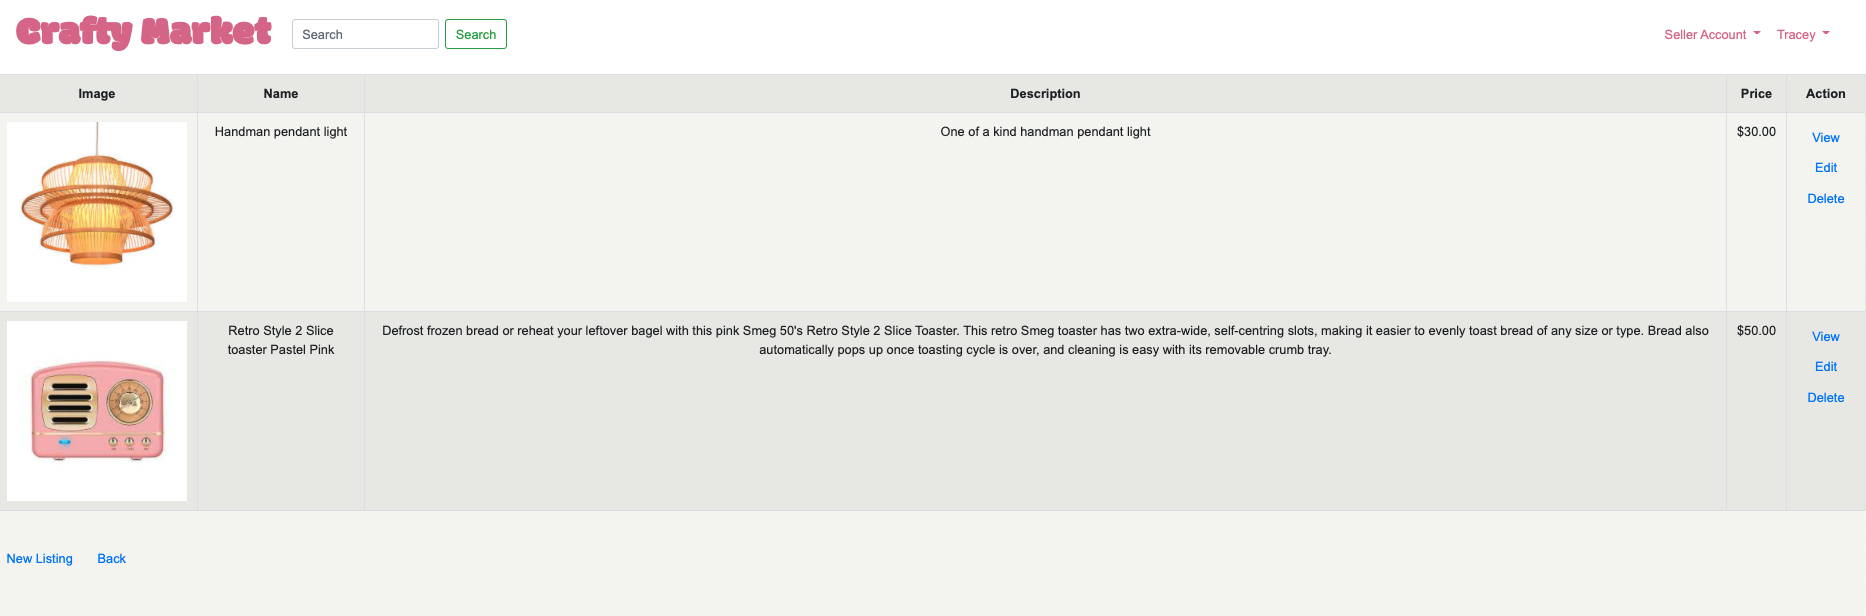 Crafty Market
Search
Search
Seller Account
Tracey
Image
Name
Description
Price
Action
Handman pendant light
One of a kind handman pendant light
$30.00
View
Edit
Delete
Retro Style 2 Slice
toaster Pastel Pink
Defrost frozen bread or reheat your leftover bagel with this pink Smeg 50's Retro Style 2 Slice Toaster. This retro Smeg toaster has two extra-wide, self-centring slots, making it easier to evenly toast bread of any size or type. Bread also
automatically pops up once toasting cycle is over, and cleaning is easy with its removable crumb tray.
$50.00
View
Edit
Delete
New Listing
Back